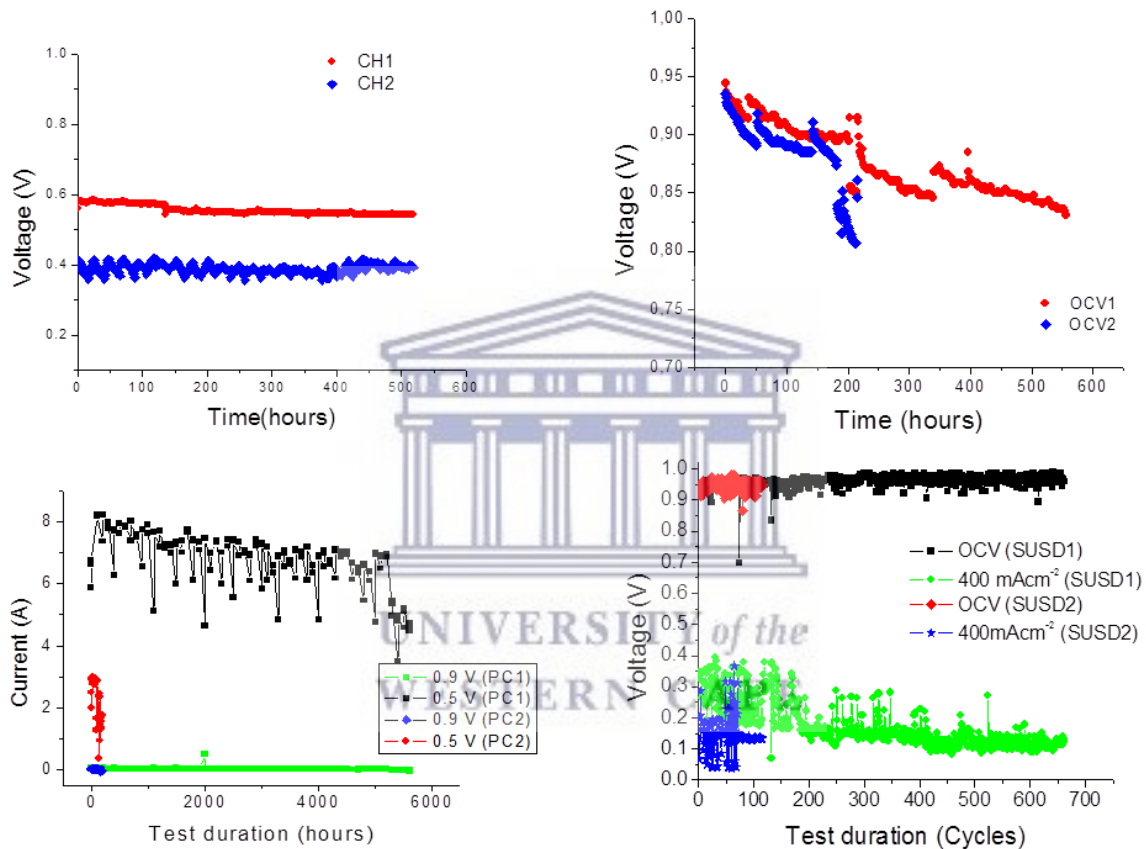 1.0
0.8
0.6
0.4
0.2
Voltage (V)
CH1
CH2
0 100 200 300 400 500 600
Time(hours)
1,00
0,95
0,90
0,85
0,80
0,75
0,70
Voltage (V)
OCV1
OCV2
0 100 200 300 400 500
Time (hours)
8
6
4
2
0
Current (A)
0.9 V (PC1)
0.5 V (PC1)
0.9 V (PC2)
0.5 V (PC2)
0 2000 4000 6000
Test duration (hours)
1.0
0.9
0.8
0.7
0.6
0.5
0.4
0.3
0.2
0.1
0.0
Voltage (V)
OCV (SUSD1)
400 mAcm⁻² (SUSD1)
OCV (SUSD2)
400mAcm⁻² (SUSD2)
0 100 200 300 400 500 600 700
Test duration (Cycles)
UNIVERSITY of the
WESTERN CAPE